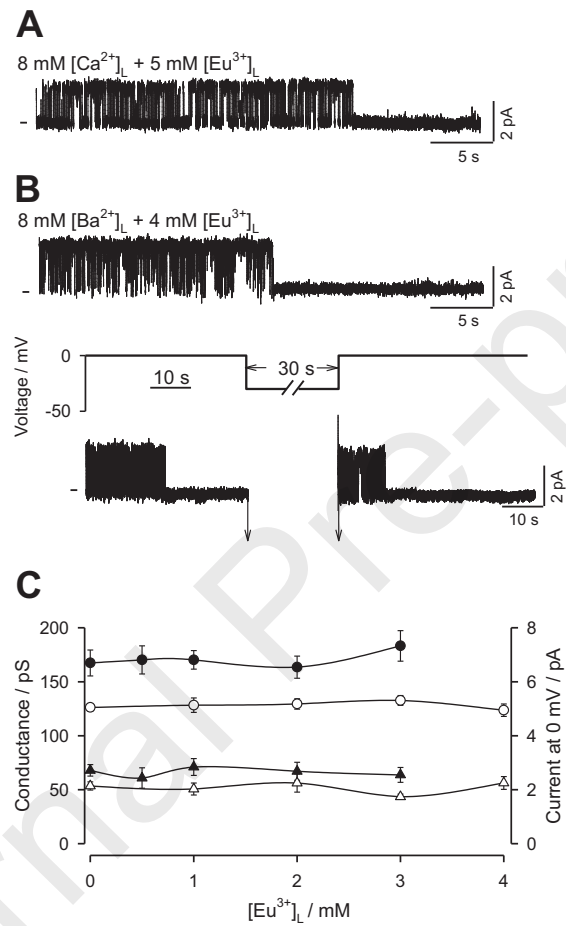 A
8 mM [Ca²⁺]L + 5 mM [Eu³⁺]L
2 pA
5 s
B
8 mM [Ba²⁺]L + 4 mM [Eu³⁺]L
2 pA
5 s
Voltage / mV
0
-50
30 s
10 s
2 pA
10 s
C
Conductance / pS
200
150
100
50
0
8
6
4
2
0
Current at 0 mV / pA
0 1 2 3 4
[Eu³⁺]L / mM
rnal Pre-p